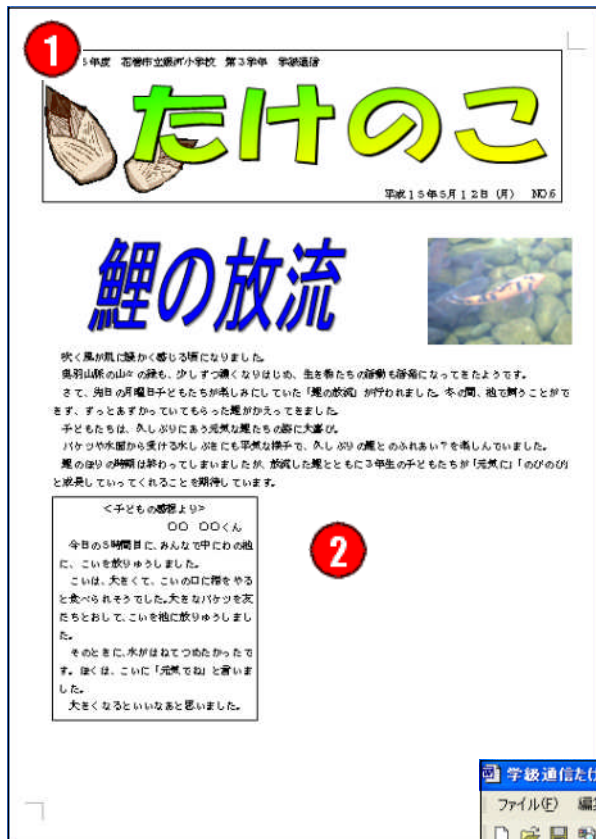 1
5年度 花巻市立 小学校 第3学年 学級通信
たけのこ
平成15年5月12日(月) NO.6
鯉の放流
吹く風が肌に暖かく感じる頃になりました。
奥羽山脈の山々の緑も、少しずつ濃くなりはじめ、生き物たちの活動も活発になってきたようです。
さて、先日の月曜日子どもたちが楽しみにしていた「鯉の放流」が行われました。冬の間、池で飼うことがで
きず、ずっとあずかっていてもらった鯉がかえってきました。
子どもたちは、久しぶりにあう元気な鯉たちの姿に大喜び。
バケツや水面から受ける水しぶきにも平気な様子で、久しぶりの鯉とのふれあい?を楽しんでいました。
鯉のぼりの時期は終わってしまいましたが、放流した鯉とともに3年生の子どもたちが「元気に」「のびのび」
と成長していってくれることを期待しています。
<子どもの感想より>
○○ ○○くん
今日の5時間目に、みんなで中にわの池
に、こいを放りゅうしました。
こいは、大きくて、こいの口に指をやる
と食べられそうでした。大きなバケツを友
だちとおして、こいを池に放りゅうしまし
た。
そのときに、水がはねてつめたかったで
す。ぼくは、こいに「元気でね」と言いま
した。
大きくなるといいなあと思いました。
2
学級通信たけ
ファイル(F) 編集